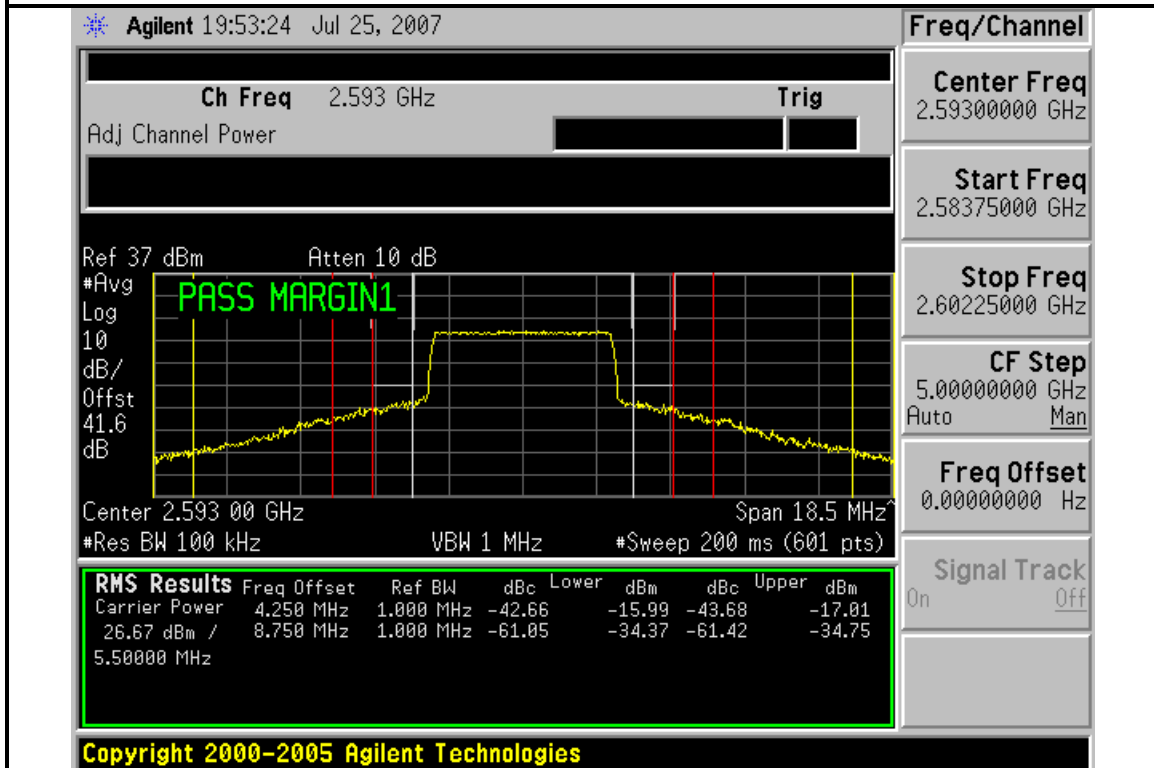 Agilent 19:53:24 Jul 25, 2007
Freq/Channel
Ch Freq 2.593 GHz Trig
Adj Channel Power
Center Freq
2.59300000 GHz
Start Freq
2.58375000 GHz
Stop Freq
2.60225000 GHz
CF Step
5.00000000 GHz
Auto Man
Freq Offset
0.00000000 Hz
Signal Track
On Off
Ref 37 dBm Atten 10 dB
#Avg
Log
10
dB/
Offst
41.6
dB
PASS MARGIN1
Center 2.593 00 GHz Span 18.5 MHz^
#Res BW 100 kHz VBW 1 MHz #Sweep 200 ms (601 pts)
RMS Results Freq Offset Ref BW dBc Lower dBm dBc Upper dBm
Carrier Power 4.250 MHz 1.000 MHz -42.66 -15.99 -43.68 -17.01
26.67 dBm / 8.750 MHz 1.000 MHz -61.05 -34.37 -61.42 -34.75
5.50000 MHz
Copyright 2000-2005 Agilent Technologies